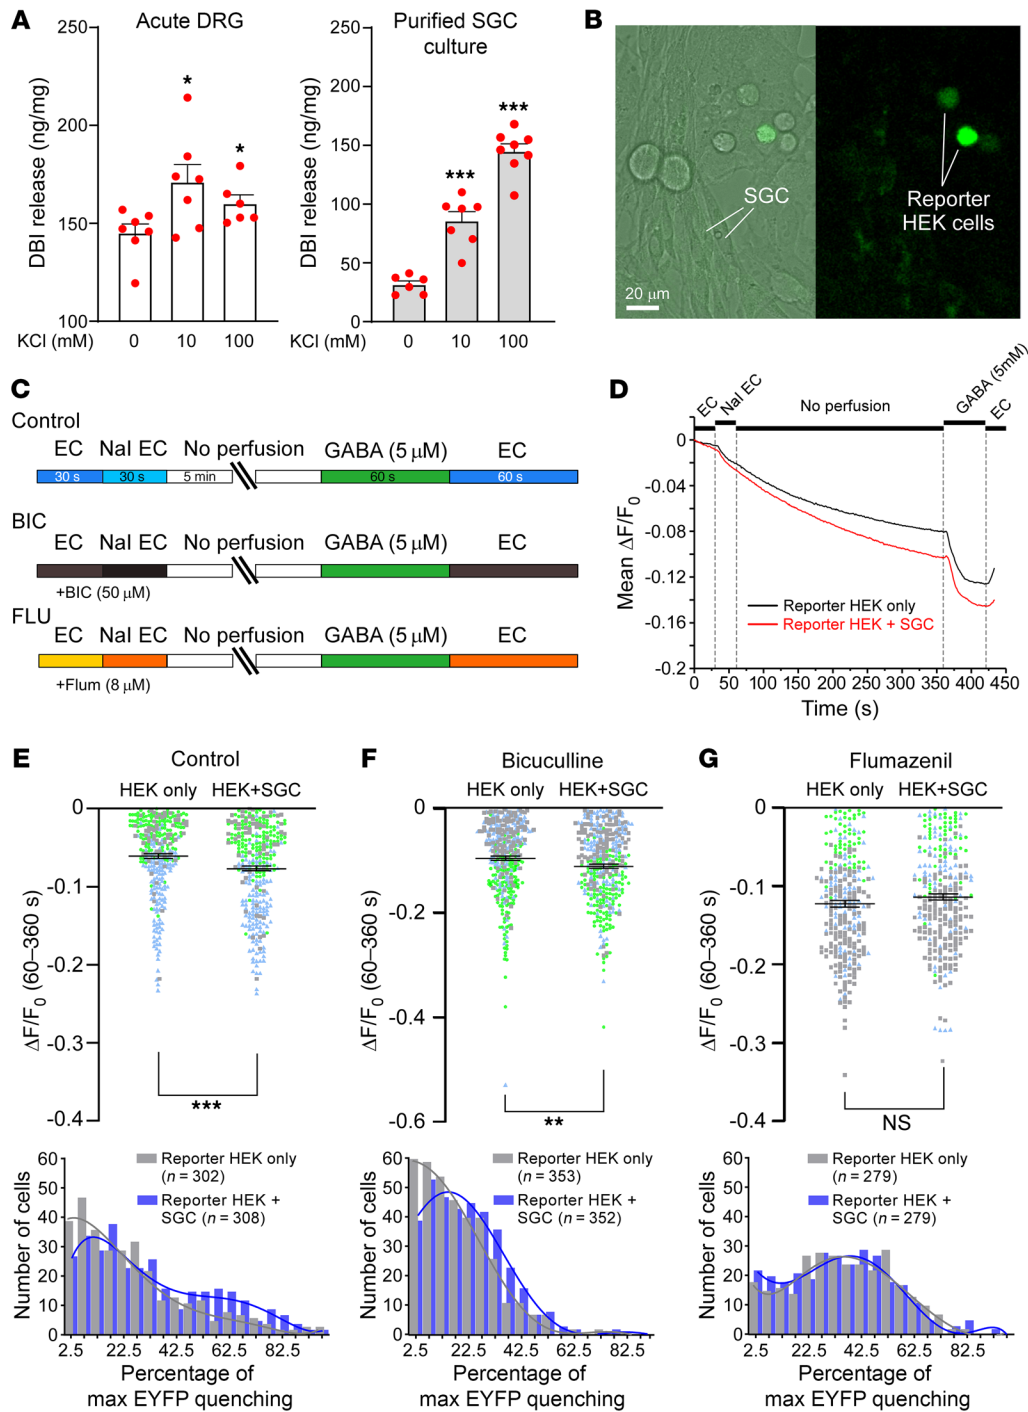 A
Acute DRG
DBI release (ng/mg)
250
200
150
100
*
*
KCl (mM)
0
10
100
Purified SGC
culture
DBI release (ng/mg)
250
200
150
100
50
0
***
***
KCl (mM)
0
10
100
B
SGC
20 µm
Reporter
HEK cells
C
Control
EC
NaI EC
No perfusion
GABA (5 µM)
EC
30 s
30 s
5 min
60 s
60 s
BIC
EC
NaI EC
No perfusion
GABA (5 µM)
EC
+BIC (50 µM)
FLU
EC
NaI EC
No perfusion
GABA (5 µM)
EC
+Flum (8 µM)
D
EC
NaI EC
No perfusion
GABA (5mM)
EC
Mean ΔF/F0
0
-0.04
-0.08
-0.12
-0.16
-0.2
Reporter HEK only
Reporter HEK + SGC
0
50
100
150
200
250
300
350
400
450
Time (s)
E
Control
HEK only
HEK+SGC
ΔF/F0 (60–360 s)
0
-0.1
-0.2
-0.3
-0.4
***
Number of cells
60
50
40
30
20
10
0
Reporter HEK only
(n = 302)
Reporter HEK +
SGC (n = 308)
2.5
22.5
42.5
62.5
82.5
Percentage of
max EYFP quenching
F
Bicuculline
HEK only
HEK+SGC
ΔF/F0 (60–360 s)
0
-0.2
-0.4
-0.6
**
Number of cells
60
50
40
30
20
10
0
Reporter HEK only
(n = 353)
Reporter HEK +
SGC (n = 352)
2.5
22.5
42.5
62.5
82.5
Percentage of
max EYFP quenching
G
Flumazenil
HEK only
HEK+SGC
ΔF/F0 (60–360 s)
0
-0.1
-0.2
-0.3
-0.4
NS
Number of cells
60
50
40
30
20
10
0
Reporter HEK only
(n = 279)
Reporter HEK +
SGC (n = 279)
2.5
22.5
42.5
62.5
82.5
Percentage of
max EYFP quenching